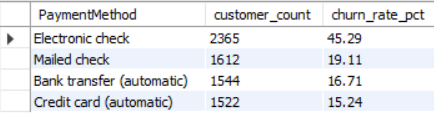 PaymentMethod customer_count churn_rate_pct
Electronic check 2365 45.29
Mailed check 1612 19.11
Bank transfer (automatic) 1544 16.71
Credit card (automatic) 1522 15.24